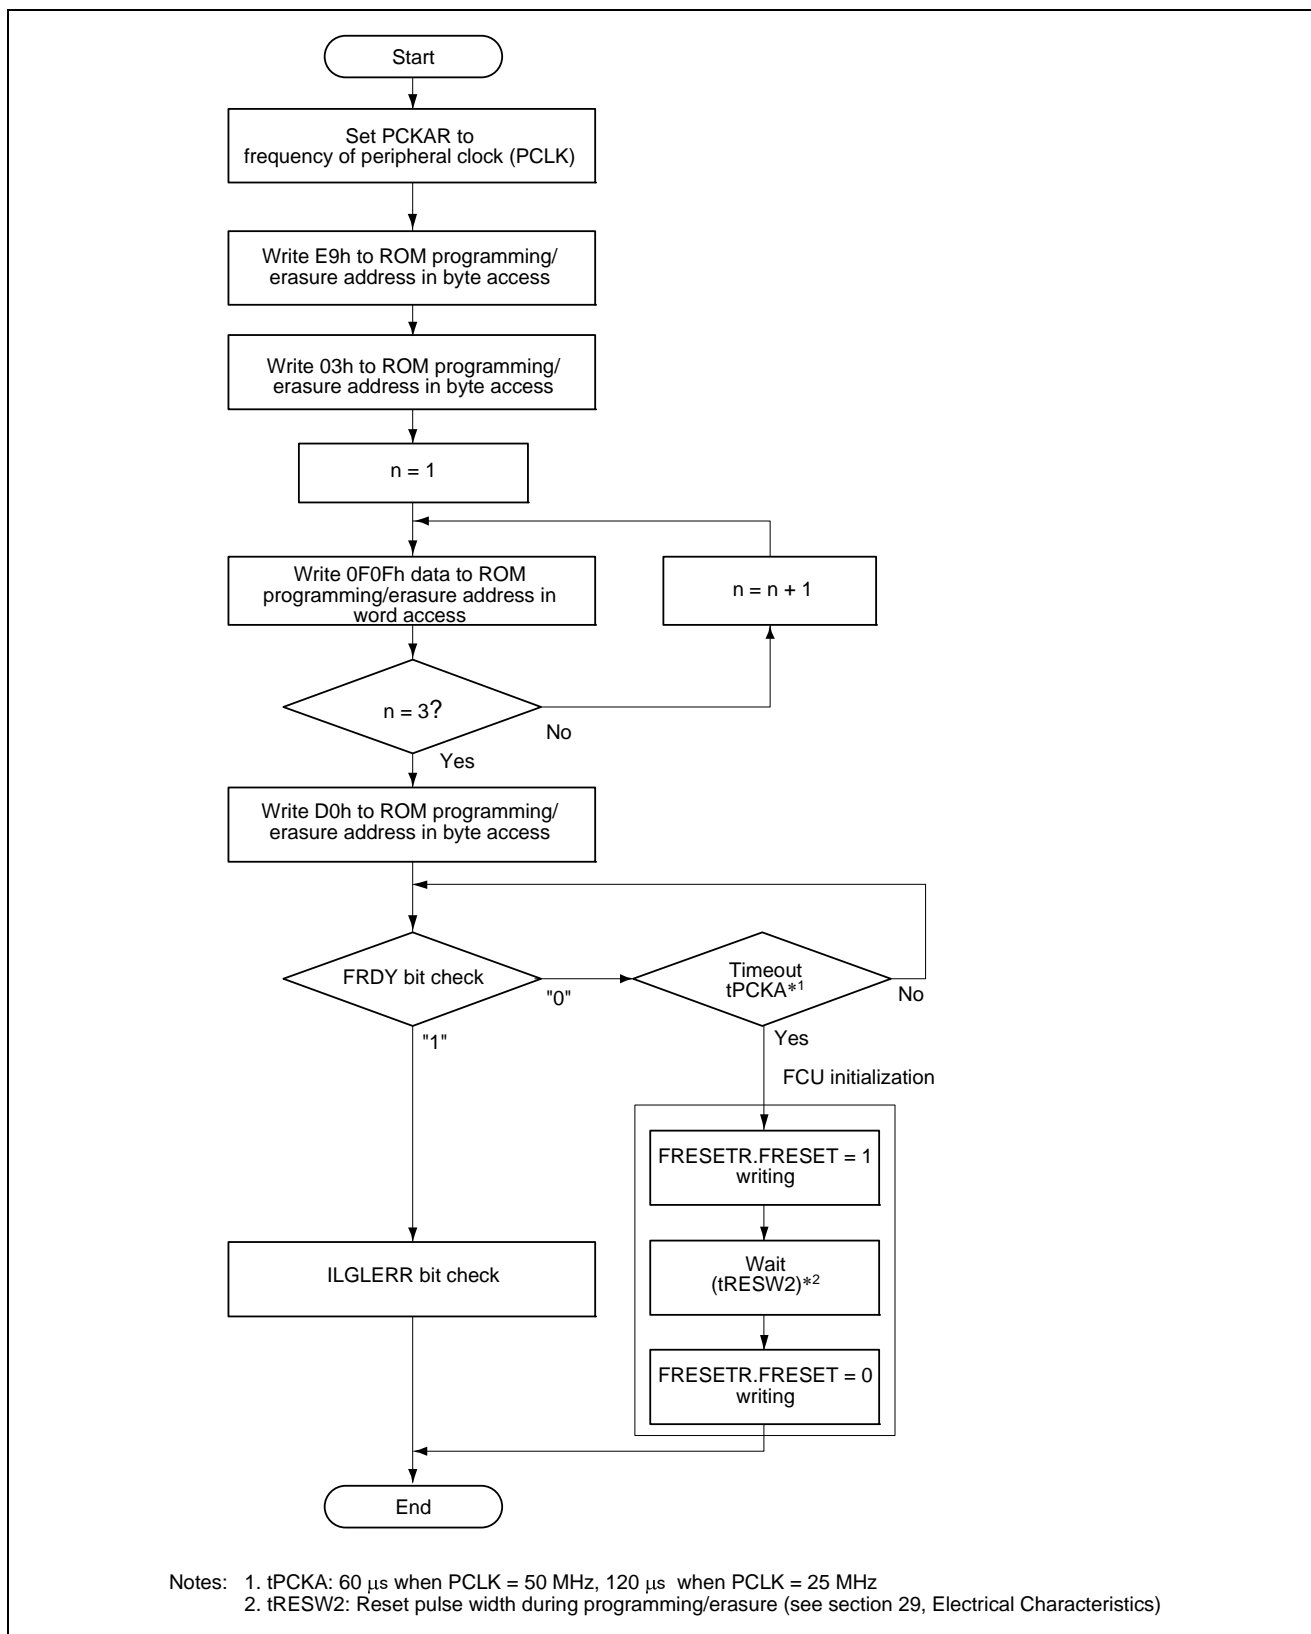 Start
Set PCKAR to
frequency of peripheral clock (PCLK)
Write E9h to ROM programming/
erasure address in byte access
Write 03h to ROM programming/
erasure address in byte access
n = 1
Write 0F0Fh data to ROM
programming/erasure address in
word access
n = n + 1
n = 3?
No
Yes
Write D0h to ROM programming/
erasure address in byte access
FRDY bit check
"0"
Timeout
tPCKA*1
No
"1"
Yes
FCU initialization
FRESETR.FRESET = 1
writing
ILGLERR bit check
Wait
(tRESW2)*2
FRESETR.FRESET = 0
writing
End
Notes: 1. tPCKA: 60 μs when PCLK = 50 MHz, 120 μs when PCLK = 25 MHz
2. tRESW2: Reset pulse width during programming/erasure (see section 29, Electrical Characteristics)